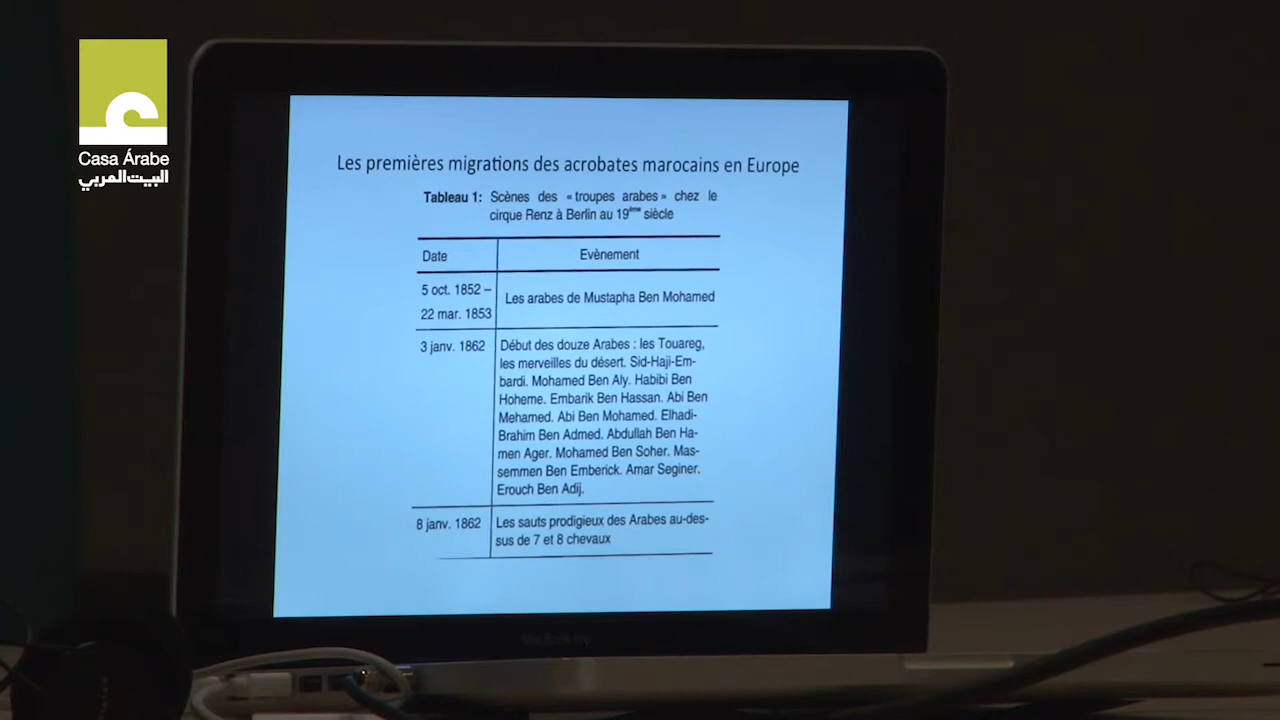 Casa Árabe
البيت العربي
Les premières migrations des acrobates marocains en Europe
Tableau 1: Scènes des « troupes arabes » chez le
cirque Renz à Berlin au 19ème siècle
Date Evènement
5 oct. 1852 –
22 mar. 1853
Les arabes de Mustapha Ben Mohamed
3 janv. 1862
Début des douze Arabes : les Touareg,
les merveilles du désert. Sid-Haji-Em-
bardi. Mohamed Ben Aly. Habibi Ben
Hoheme. Embarik Ben Hassan. Abi Ben
Mehamed. Abi Ben Mohamed. Elhadi-
Brahim Ben Admed. Abdullah Ben Ha-
men Ager. Mohamed Ben Soher. Mas-
semmen Ben Emberick. Amar Seginer.
Erouch Ben Adij.
8 janv. 1862
Les sauts prodigieux des Arabes au-des-
sus de 7 et 8 chevaux
MacBook Pro